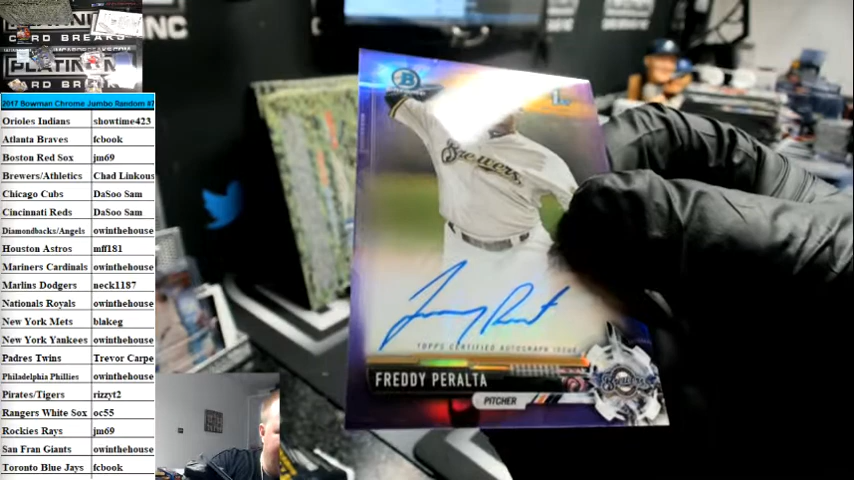 CARD BREAKS
PLATINUM
CARD BREAKS
2017 Bowman Chrome Jumbo Random #7
Orioles Indians showtime423
Atlanta Braves fcbook
Boston Red Sox jm69
Brewers/Athletics Chad Linkous
Chicago Cubs DaSoo Sam
Cincinnati Reds DaSoo Sam
Diamondbacks/Angels owinthehouse
Houston Astros mff181
Mariners Cardinals owinthehouse
Marlins Dodgers neck1187
Nationals Royals owinthehouse
New York Mets blakeg
New York Yankees owinthehouse
Padres Twins Trevor Carpe
Philadelphia Phillies owinthehouse
Pirates/Tigers rizzyt2
Rangers White Sox oc55
Rockies Rays jm69
San Fran Giants owinthehouse
Toronto Blue Jays fcbook
INC
B
1st
Brewers
TOPPS CERTIFIED AUTOGRAPH ISSUE
FREDDY PERALTA
Brewers
PITCHER